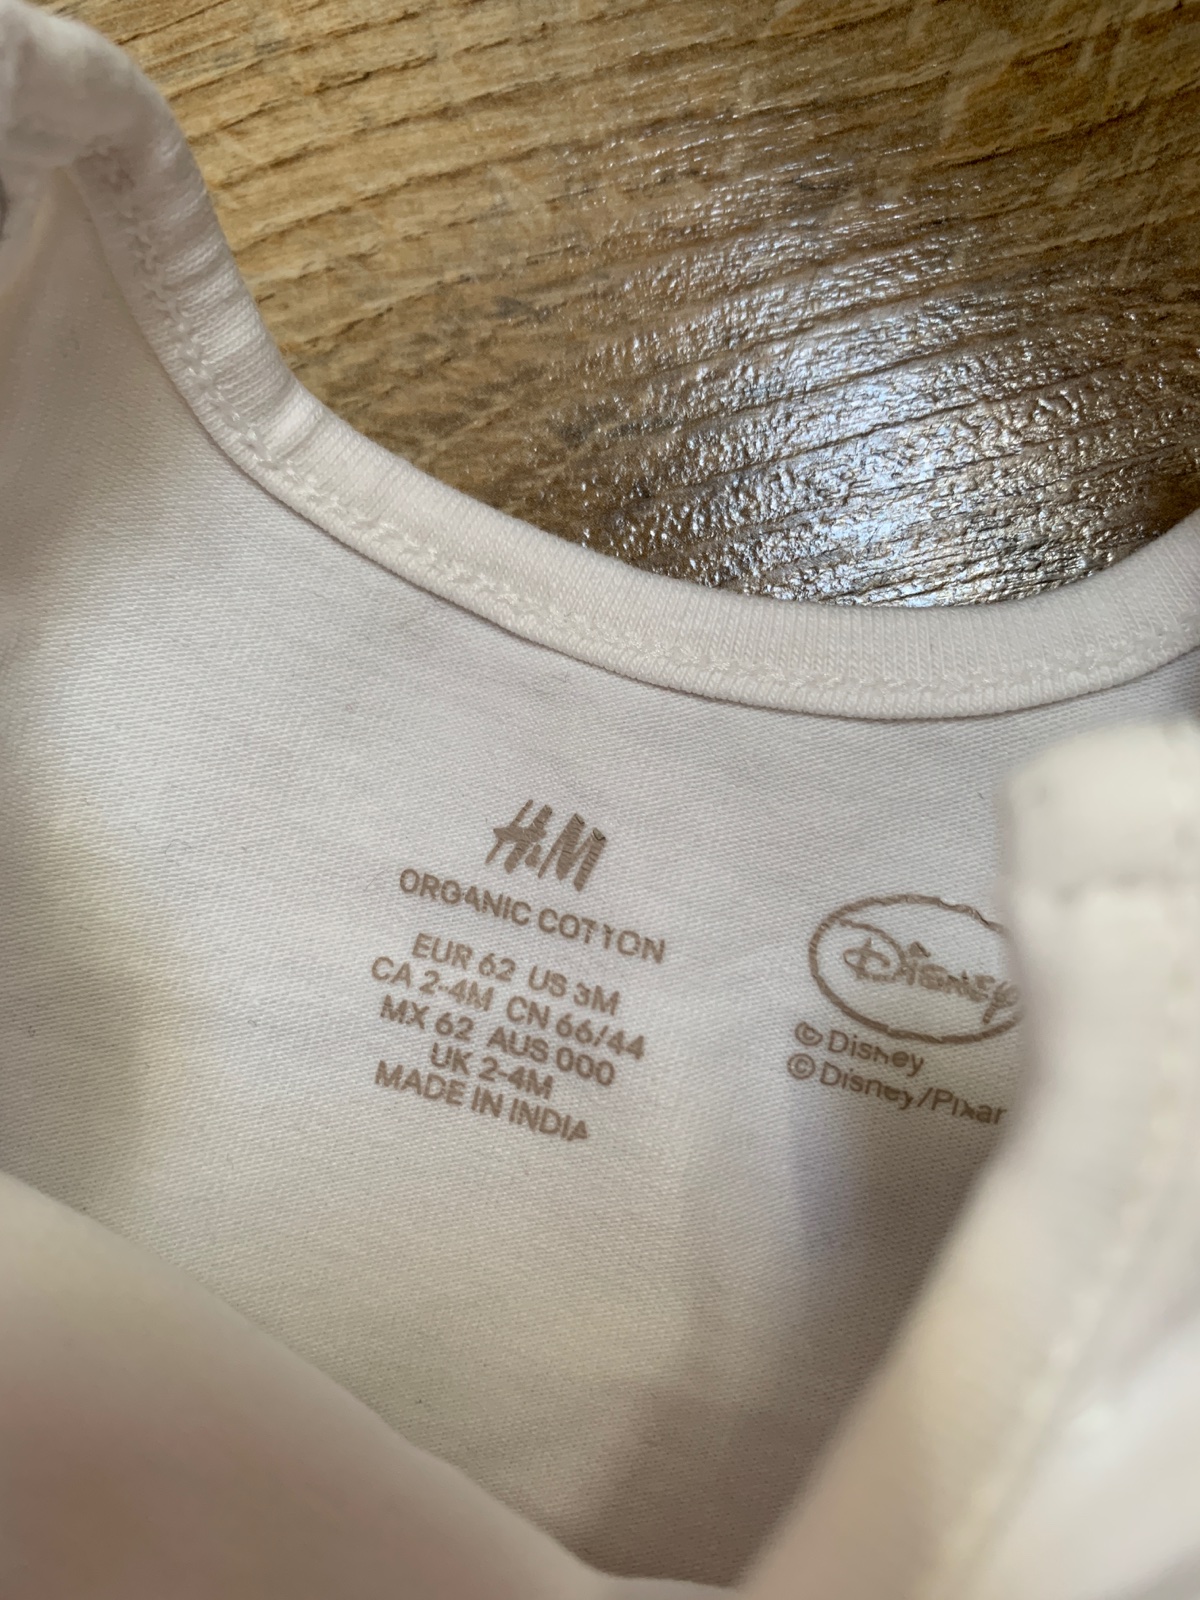 H&M
ORGANIC COTTON
EUR 62 US 3M
CA 2-4M CN 66/44
MX 62 AUS 000
UK 2-4M
MADE IN INDIA
Disney
© Disney
© Disney/Pixar